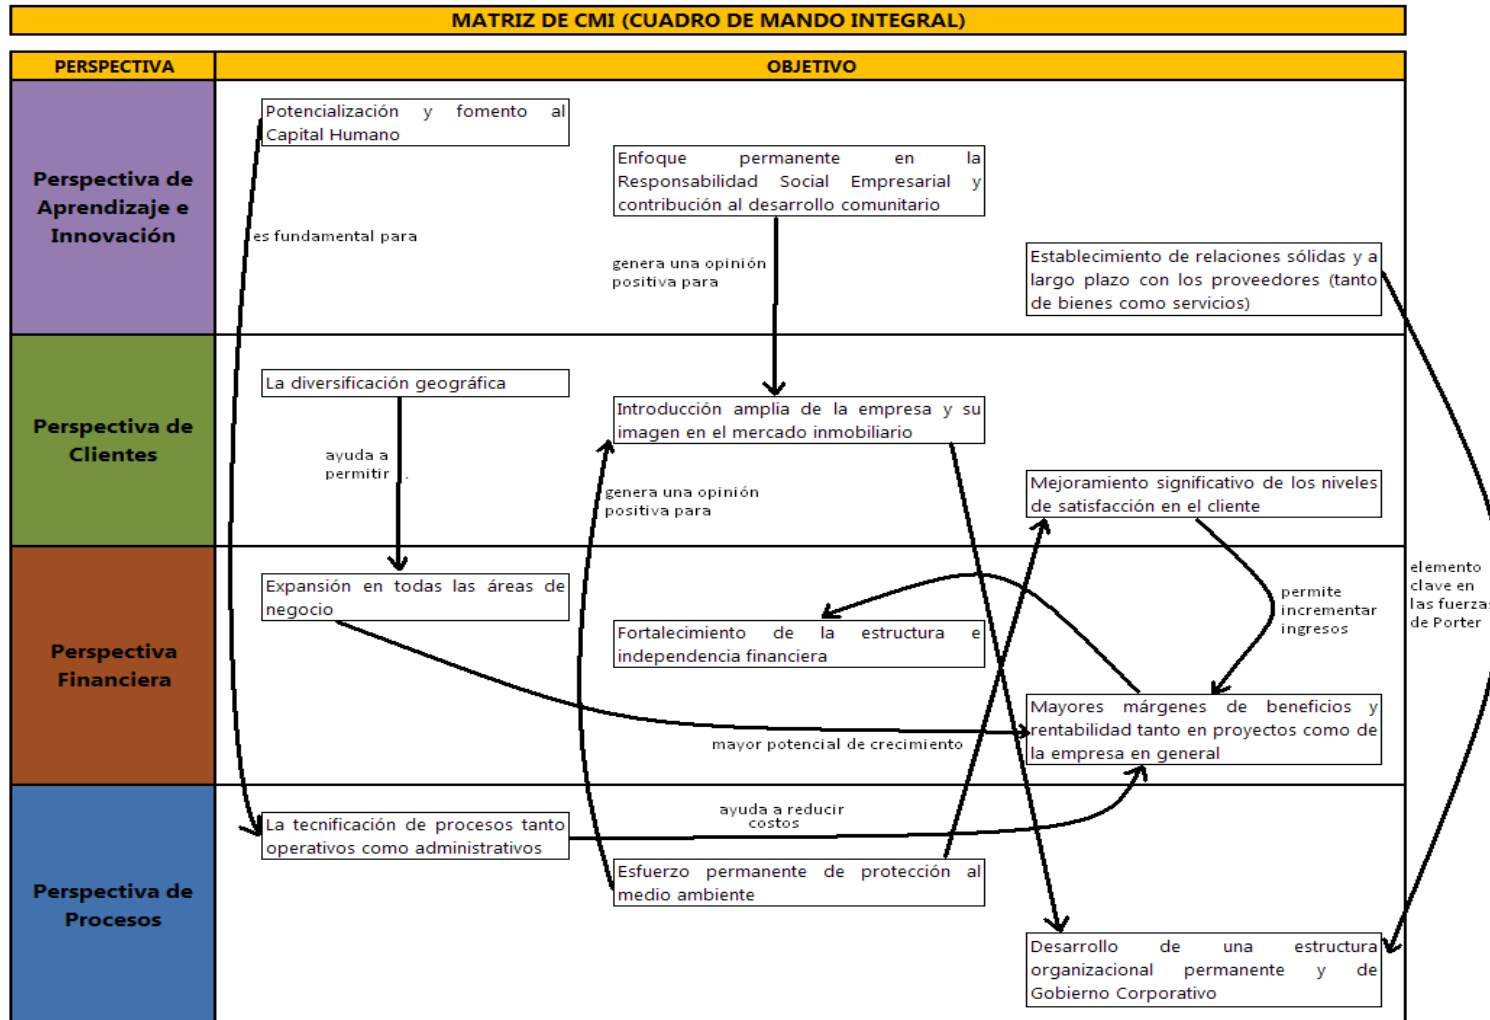 MATRIZ DE CMI (CUADRO DE MANDO INTEGRAL)
PERSPECTIVA
OBJETIVO
Perspectiva de
Aprendizaje e
Innovación
Potencialización y fomento al
Capital Humano
Enfoque permanente en la
Responsabilidad Social Empresarial y
contribución al desarrollo comunitario
es fundamental para
genera una opinión
positiva para
Establecimiento de relaciones sólidas y a
largo plazo con los proveedores (tanto
de bienes como servicios)
Perspectiva de
Clientes
La diversificación geográfica
Introducción amplia de la empresa y su
imagen en el mercado inmobiliario
ayuda a
permitir .
genera una opinión
positiva para
Mejoramiento significativo de los niveles
de satisfacción en el cliente
Perspectiva
Financiera
Expansión en todas las áreas de
negocio
Fortalecimiento de la estructura e
independencia financiera
permite
incrementar
ingresos
elemento
clave en
las fuerzas
de Porter
Mayores márgenes de beneficios y
rentabilidad tanto en proyectos como de
la empresa en general
mayor potencial de crecimiento
Perspectiva de
Procesos
La tecnificación de procesos tanto
operativos como administrativos
ayuda a reducir
costos
Esfuerzo permanente de protección al
medio ambiente
Desarrollo de una estructura
organizacional permanente y de
Gobierno Corporativo